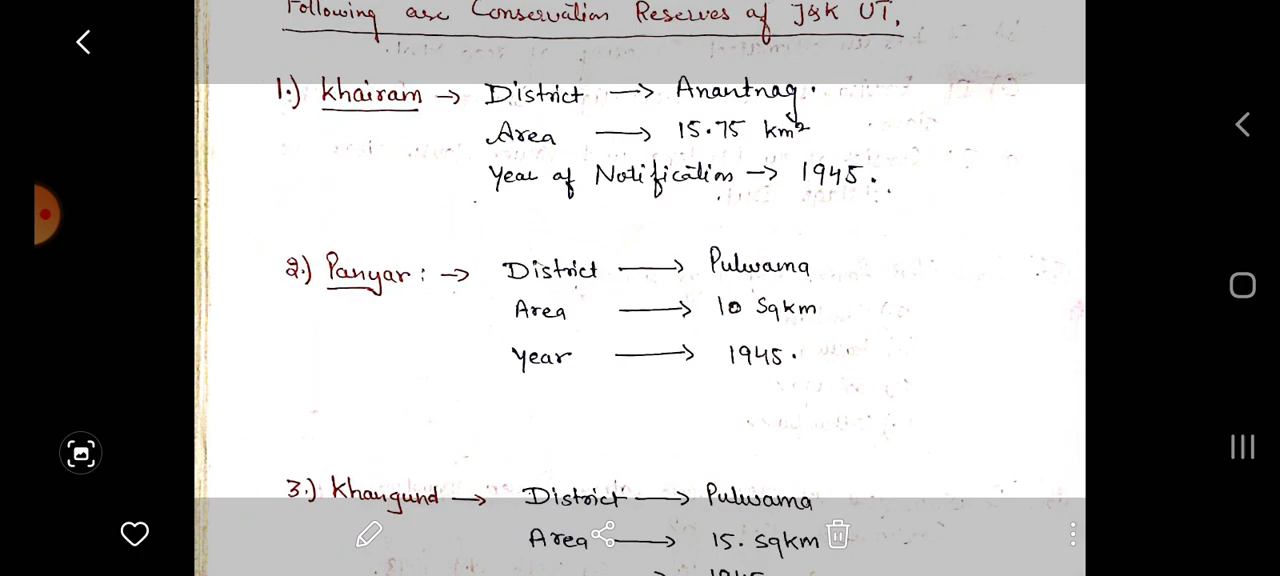 Following are Conservation Reserves of J&K UT.
1.) Khairam → District → Anantnag.
Area → 15.75 km²
Year of Notification → 1945.
2.) Panyar : → District → Pulwama
Area → 10 Sqkm
Year → 1945.
3.) Khangund → District → Pulwama
Area → 15. Sqkm
→ 1945